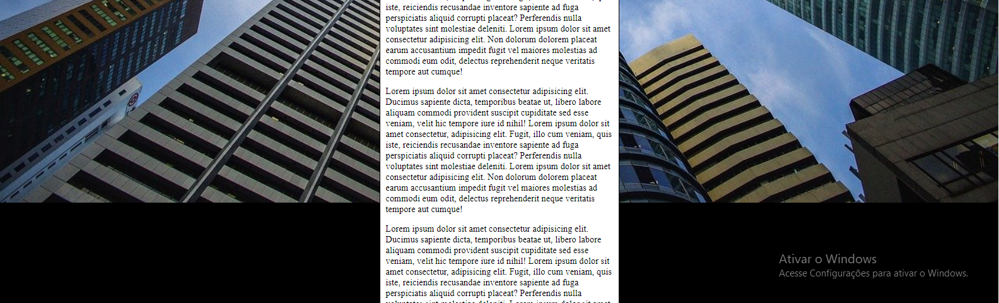 iste, reiciendis recusandae inventore sapiente ad fuga
perspiciatis aliquid corrupti placeat? Perferendis nulla
voluptates sint molestiae deleniti. Lorem ipsum dolor sit amet
consectetur adipisicing elit. Non dolorum dolorem placeat
earum accusantium impedit fugit vel maiores molestias ad
commodi eum odit, delectus reprehenderit neque veritatis
tempore aut cumque!
Lorem ipsum dolor sit amet consectetur adipisicing elit.
Ducimus sapiente dicta, temporibus beatae ut, libero labore
aliquam commodi provident suscipit cupiditate sed esse
veniam, velit hic tempore iure id nihil! Lorem ipsum dolor sit
amet consectetur, adipisicing elit. Fugit, illo cum veniam, quis
iste, reiciendis recusandae inventore sapiente ad fuga
perspiciatis aliquid corrupti placeat? Perferendis nulla
voluptates sint molestiae deleniti. Lorem ipsum dolor sit amet
consectetur adipisicing elit. Non dolorum dolorem placeat
earum accusantium impedit fugit vel maiores molestias ad
commodi eum odit, delectus reprehenderit neque veritatis
tempore aut cumque!
Lorem ipsum dolor sit amet consectetur adipisicing elit.
Ducimus sapiente dicta, temporibus beatae ut, libero labore
aliquam commodi provident suscipit cupiditate sed esse
veniam, velit hic tempore iure id nihil! Lorem ipsum dolor sit
amet consectetur, adipisicing elit. Fugit, illo cum veniam, quis
iste, reiciendis recusandae inventore sapiente ad fuga
perspiciatis aliquid corrupti placeat? Perferendis nulla
Ativar o Windows
Acesse Configurações para ativar o Windows.